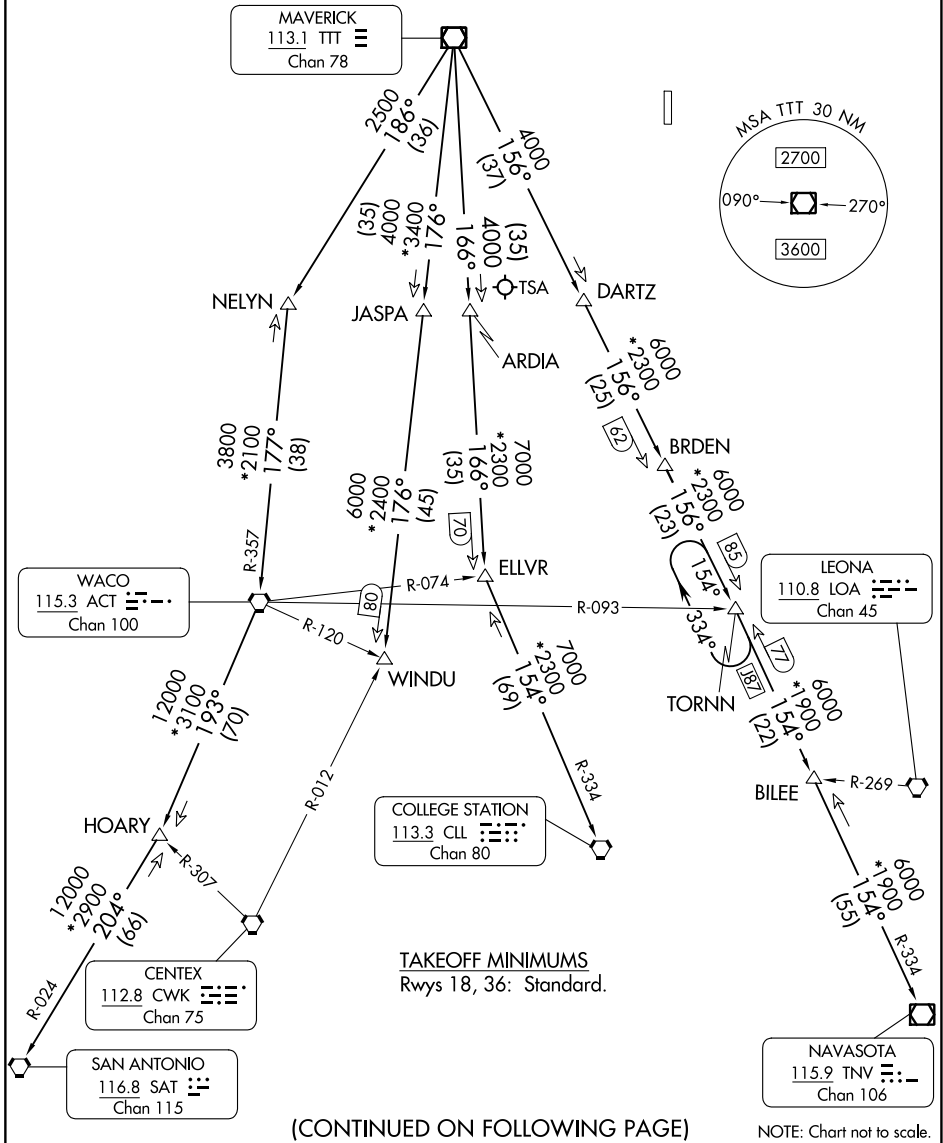 MAVERICK
113.1 TTT
Chan 78
2500
186°
(36)
(35)
4000
*3400
176°
(35)
4000
166°
4000
156°
(37)
MSA TTT 30 NM
2700
090°
270°
3600
NELYN
JASPA
TSA
ARDIA
DARTZ
3800
*2100
177°
(38)
6000
*2400
176°
(45)
7000
*2300
166°
(35)
6000
*2300
156°
(25)
62
BRDEN
6000
*2300
156°
(23)
R-357
70
85
WACO
115.3 ACT
Chan 100
R-074
ELLVR
80
R-093
R-120
WINDU
154°
334°
TORNN
J87
77
LEONA
110.8 LOA
Chan 45
12000
*3100
193°
(70)
7000
*2300
154°
(69)
6000
*1900
154°
(22)
R-012
R-334
BILEE
R-269
HOARY
R-307
COLLEGE STATION
113.3 CLL
Chan 80
12000
*2900
204°
(66)
6000
*1900
154°
(55)
R-334
R-024
CENTEX
112.8 CWK
Chan 75
TAKEOFF MINIMUMS
Rwys 18, 36: Standard.
SAN ANTONIO
116.8 SAT
Chan 115
NAVASOTA
115.9 TNV
Chan 106
(CONTINUED ON FOLLOWING PAGE)
NOTE: Chart not to scale.